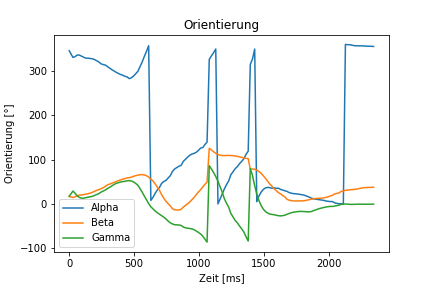 Orientierung
Orientierung [°]
300
200
100
0
−100
Alpha
Beta
Gamma
0
500
1000
1500
2000
Zeit [ms]